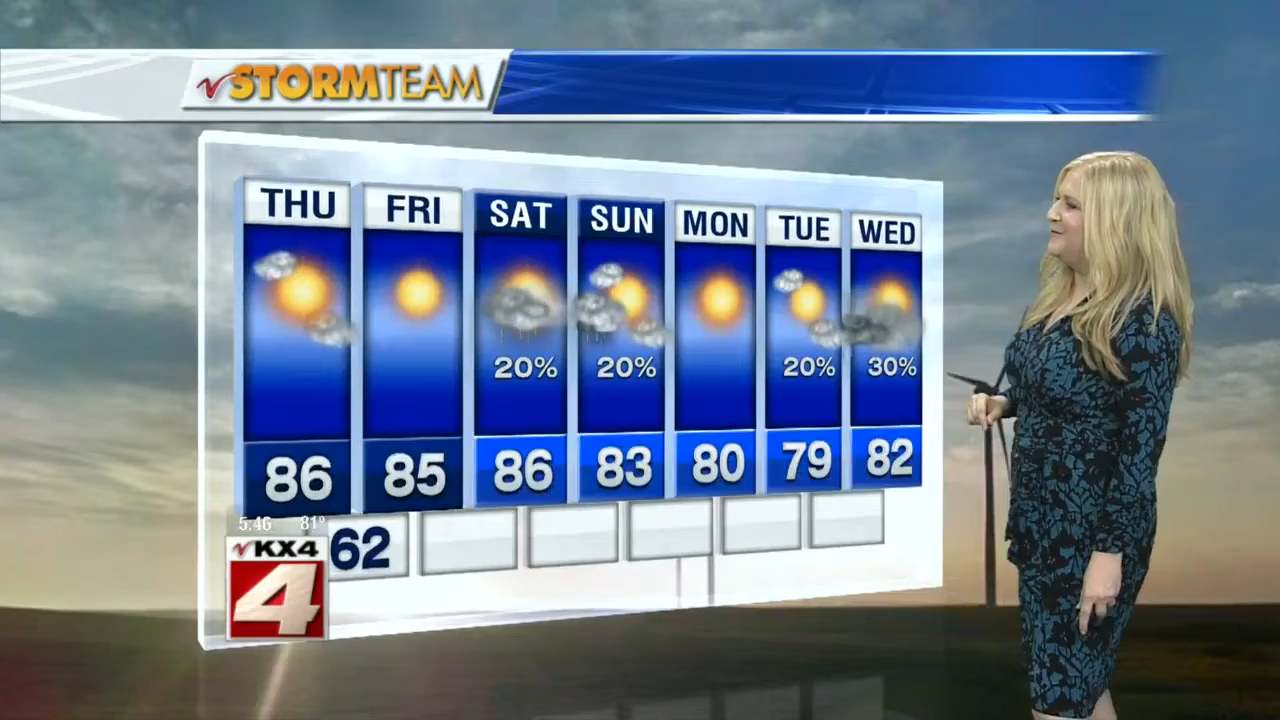 STORMTEAM
THU FRI SAT SUN MON TUE WED
20% 20% 20% 30%
86 85 86 83 80 79 82
5:46 81°
62
KX4
4